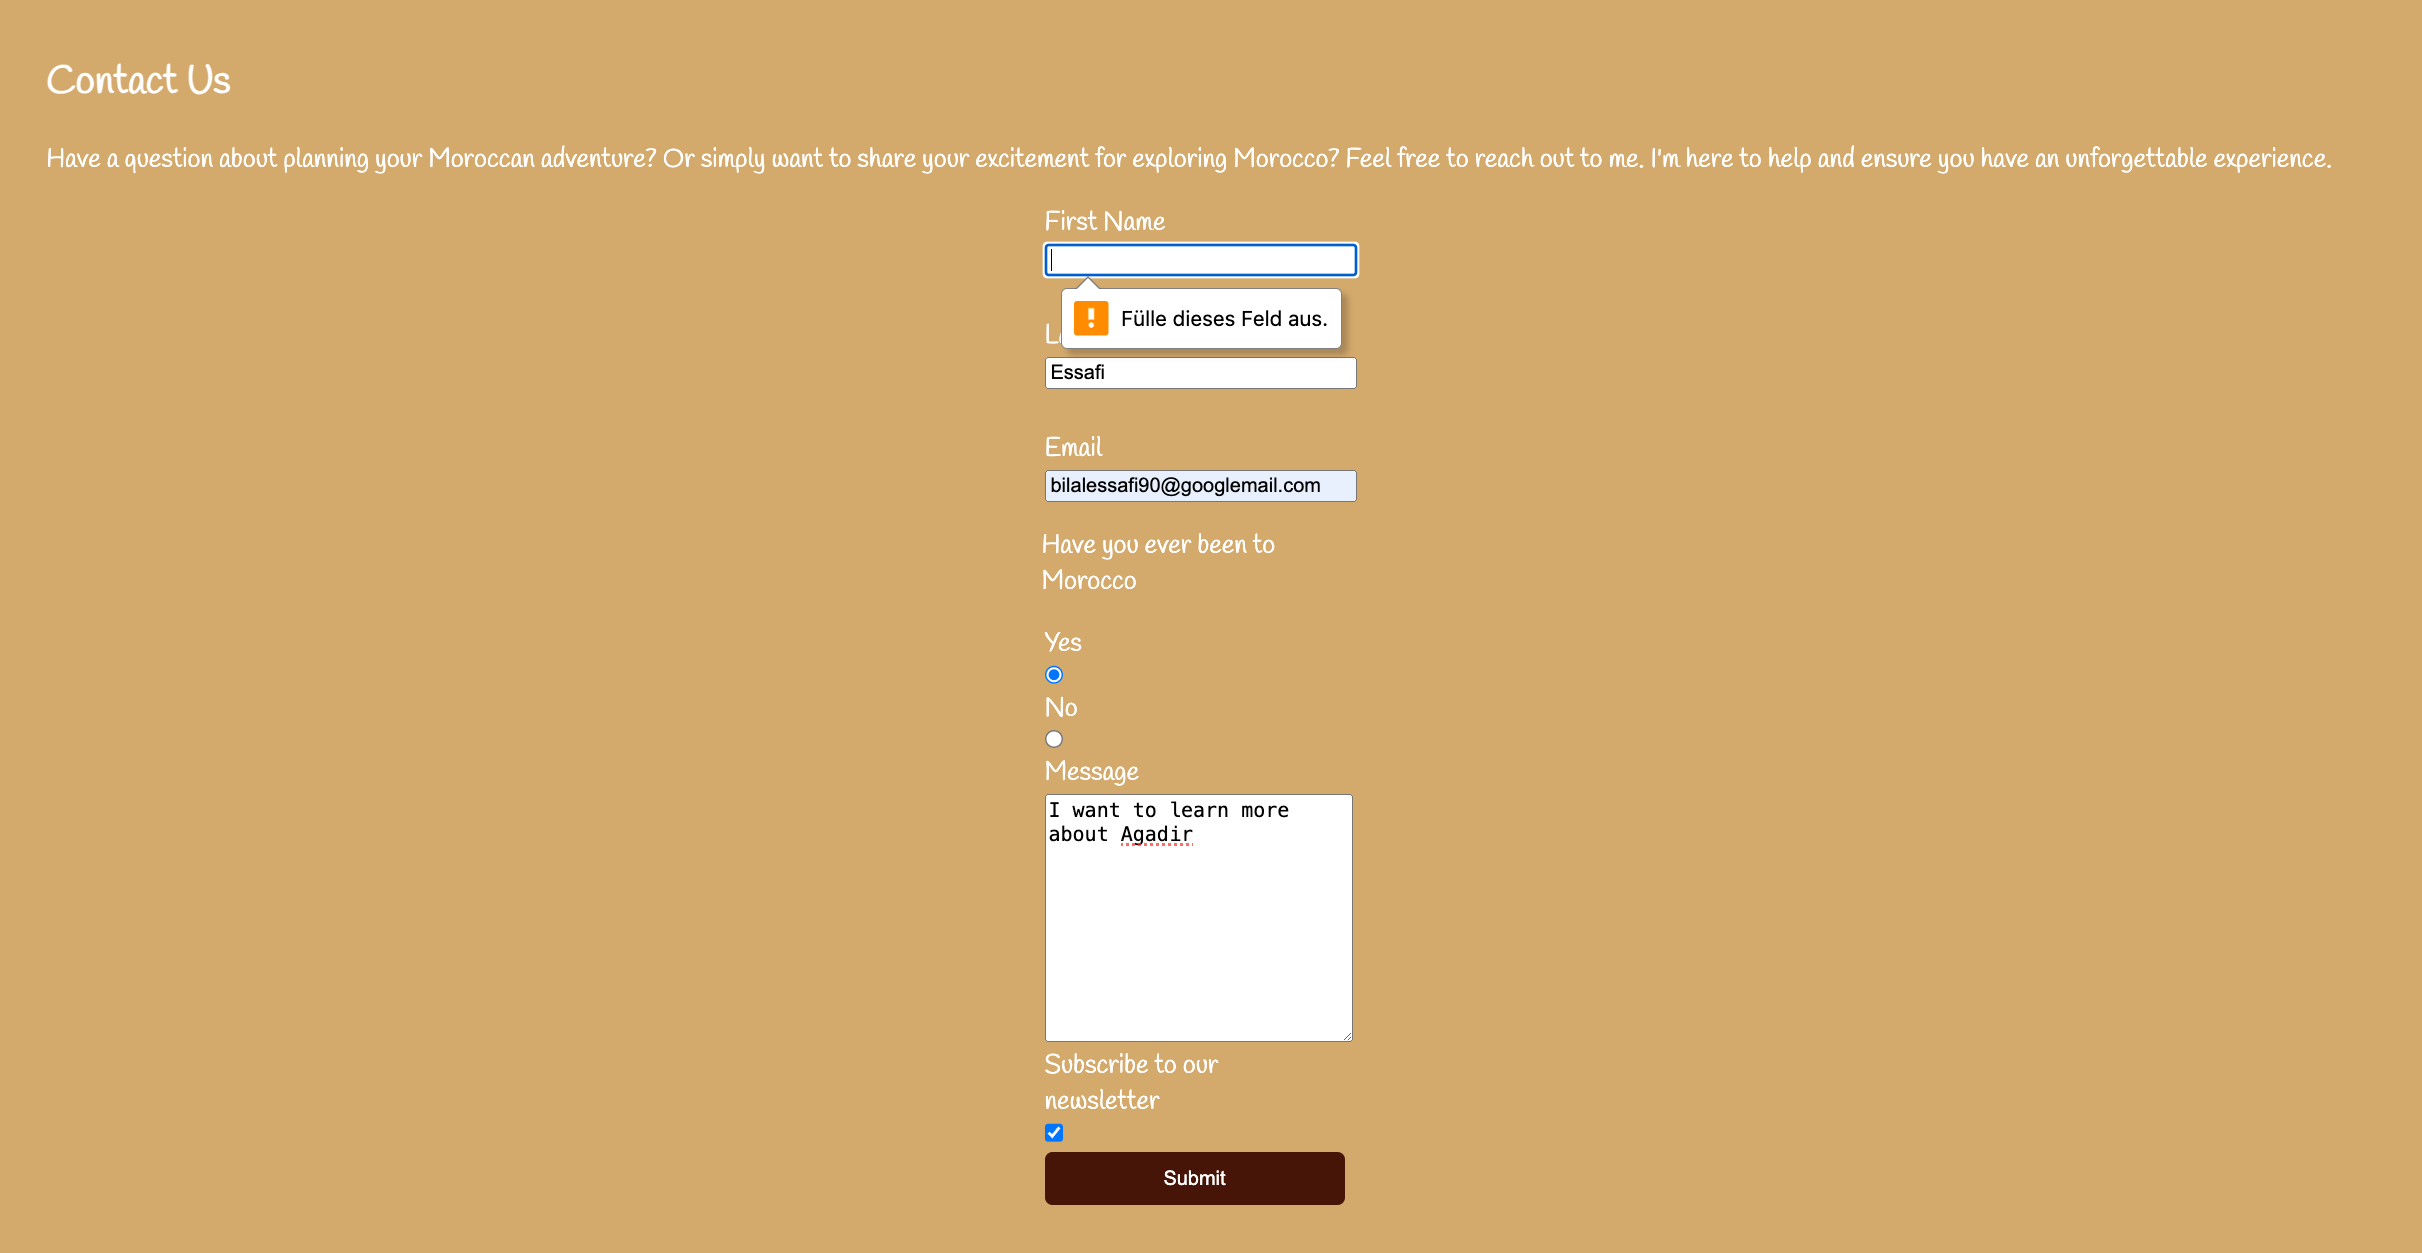 Contact Us
Have a question about planning your Moroccan adventure? Or simply want to share your excitement for exploring Morocco? Feel free to reach out to me. I'm here to help and ensure you have an unforgettable experience.
First Name
Fülle dieses Feld aus.
Essafi
Email
bilalessafi90@googlemail.com
Have you ever been to
Morocco
Yes
No
Message
I want to learn more
about Agadir
Subscribe to our
newsletter
Submit